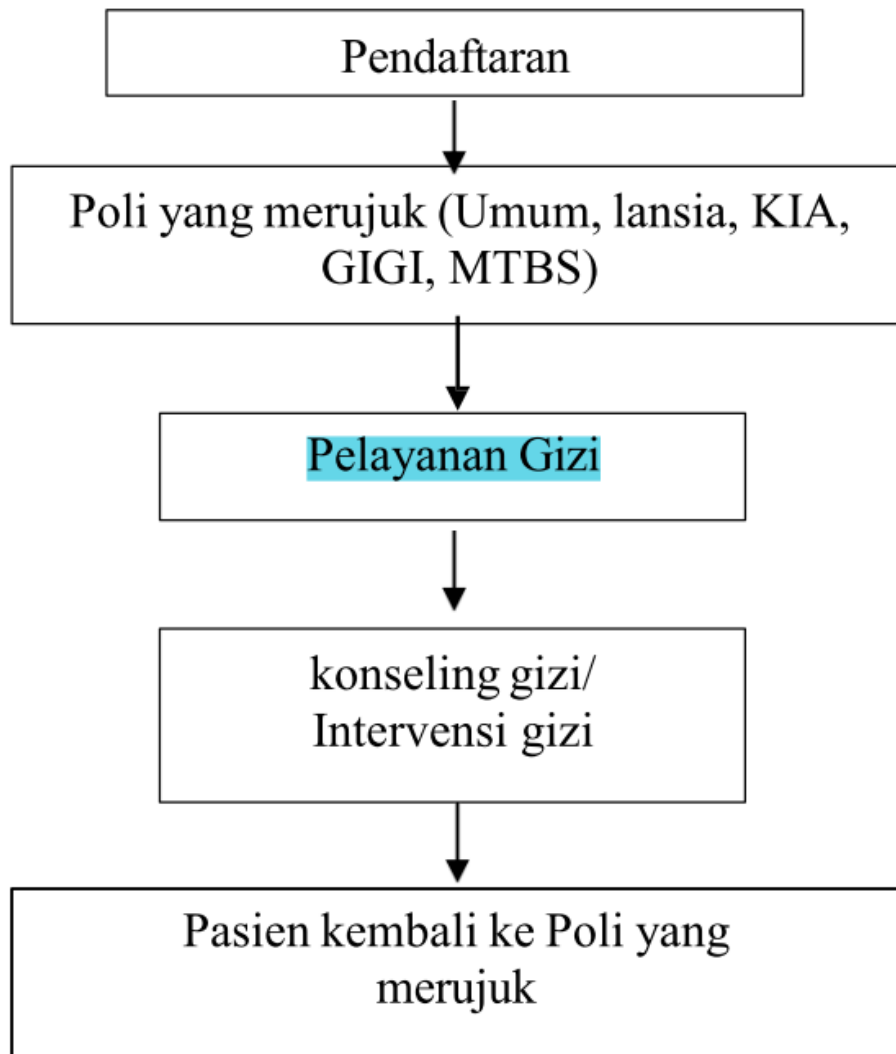 Pendaftaran
Poli yang merujuk (Umum, lansia, KIA,
GIGI, MTBS)
Pelayanan Gizi
konseling gizi/
Intervensi gizi
Pasien kembali ke Poli yang
merujuk